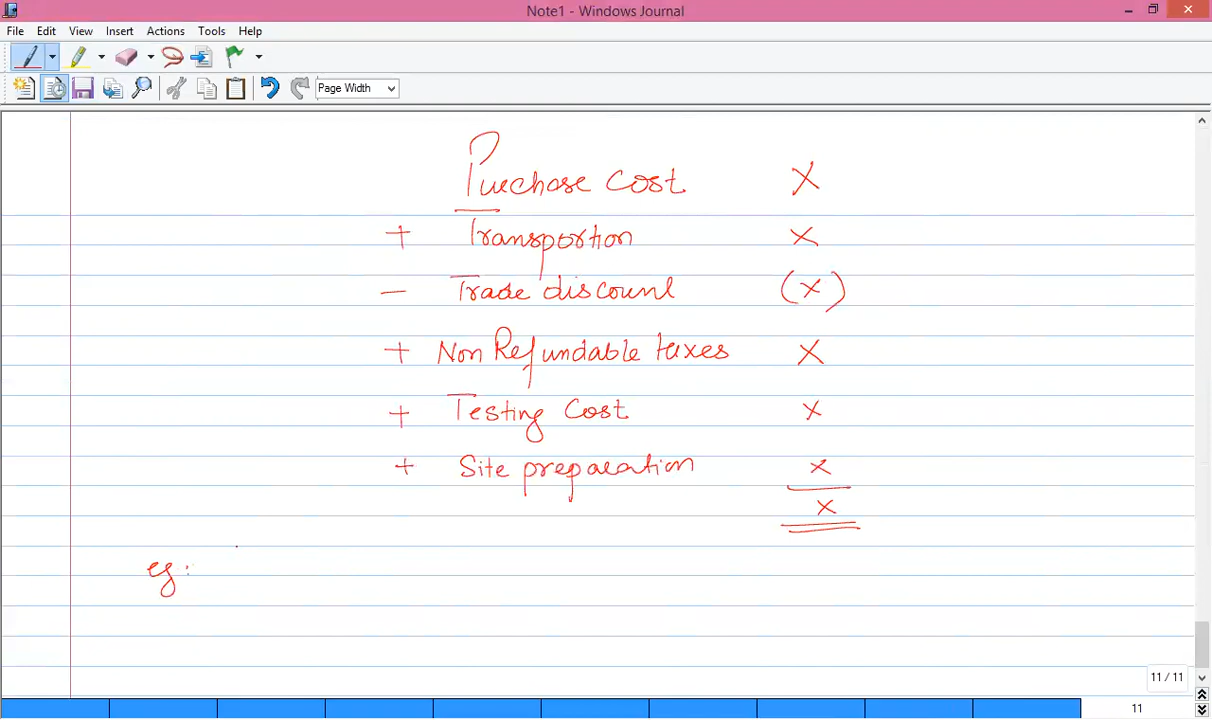 Note1 - Windows Journal
File Edit View Insert Actions Tools Help
Page Width
Purchase Cost X
+ Transportion X
- Trade discount (X)
+ Non Refundable taxes X
+ Testing Cost X
+ Site preparation X
X
eg:
11 / 11
11